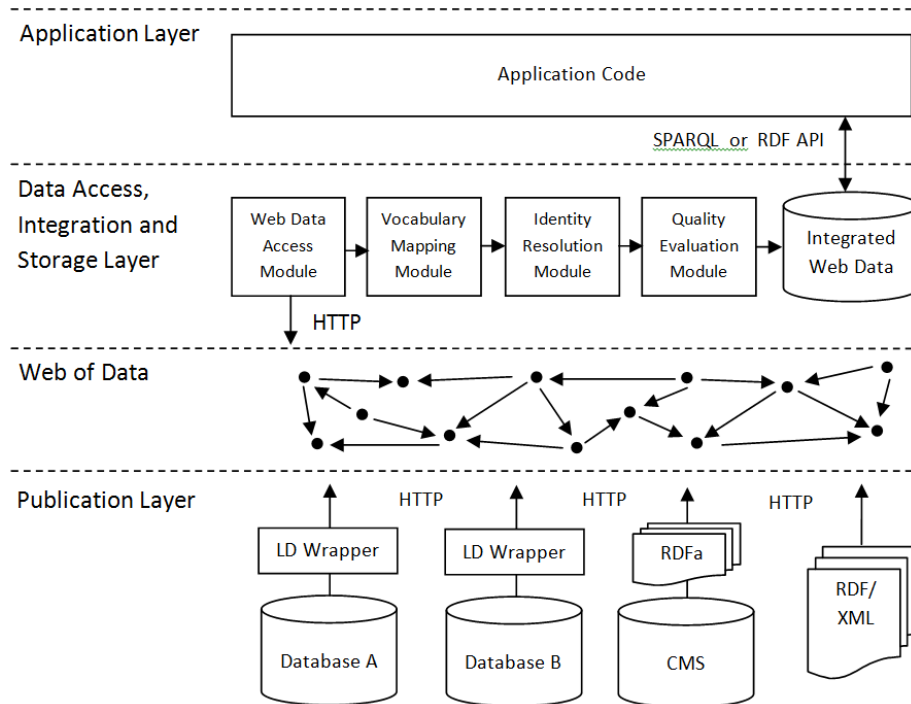 Application Layer
Application Code
SPARQL or RDF API
Data Access,
Integration and
Storage Layer
Web Data
Access
Module
Vocabulary
Mapping
Module
Identity
Resolution
Module
Quality
Evaluation
Module
Integrated
Web Data
HTTP
Web of Data
Publication Layer
HTTP
HTTP
HTTP
LD Wrapper
LD Wrapper
RDFa
RDF/
XML
Database A
Database B
CMS